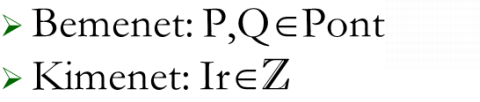 ➢ Bemenet: P,Q∈Pont
➢ Kimenet: Ir∈ℤ